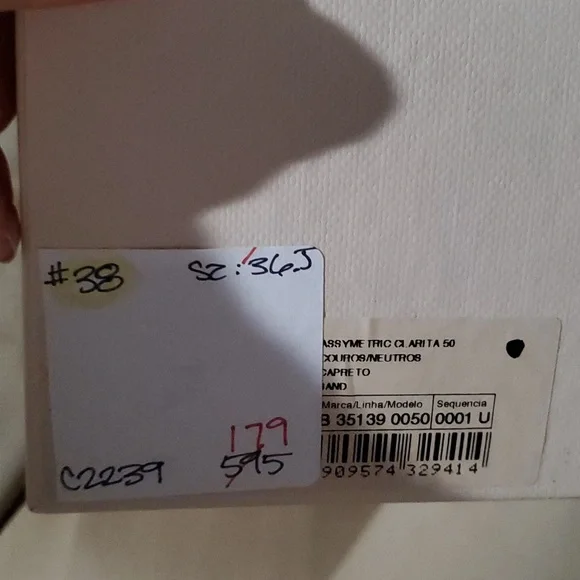 #38 SZ: 36.5
ASSYMETRIC CLARITA 50
COUROS/NEUTROS
CAPRETO
Marca/Linha/Modelo Sequencia
B 35139 0050 0001 U
179
C2239 595
909574 329414